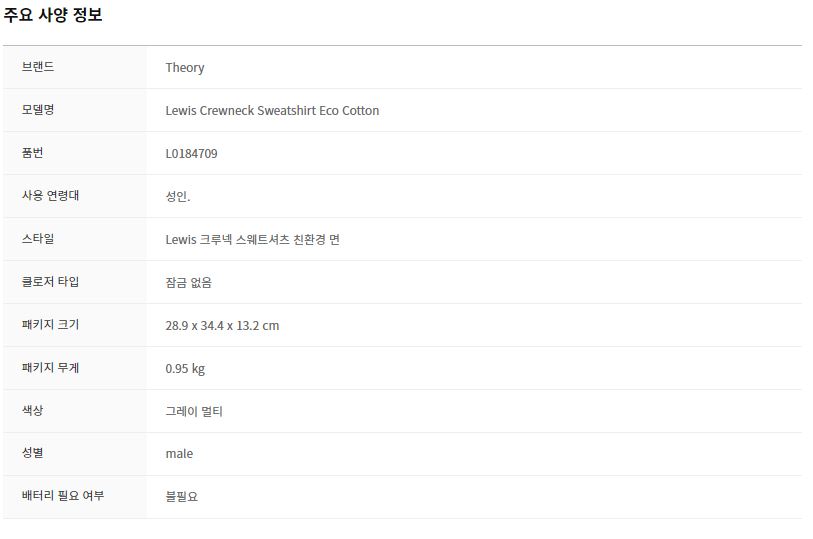 주요 사양 정보
브랜드 Theory
모델명 Lewis Crewneck Sweatshirt Eco Cotton
품번 L0184709
사용 연령대 성인.
스타일 Lewis 크루넥 스웨트셔츠 친환경 면
클로저 타입 잠금 없음
패키지 크기 28.9 x 34.4 x 13.2 cm
패키지 무게 0.95 kg
색상 그레이 멀티
성별 male
배터리 필요 여부 불필요